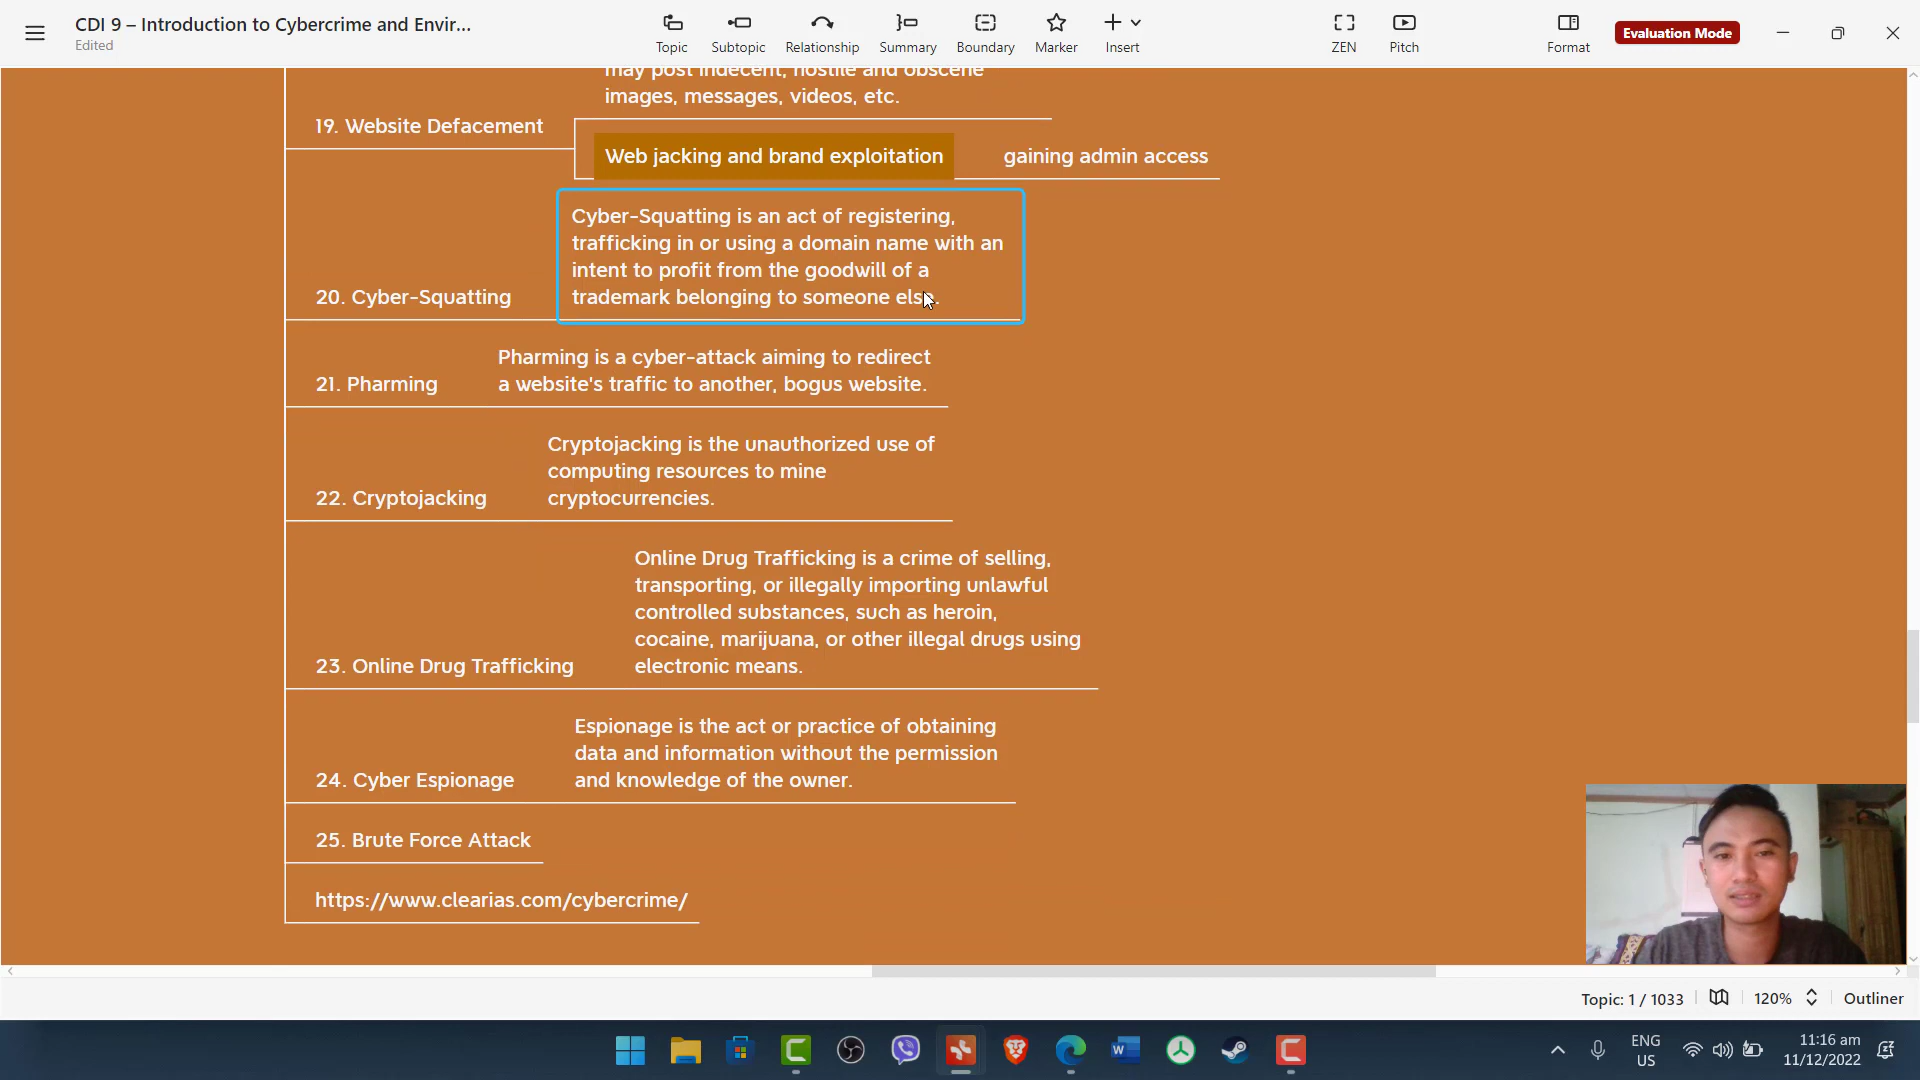 CDI 9 – Introduction to Cybercrime and Envir...
Edited
Topic
Subtopic
Relationship
Summary
Boundary
Marker
Insert
ZEN
Pitch
Format
Evaluation Mode
may post indecent, hostile and obscene
images, messages, videos, etc.
19. Website Defacement
Web jacking and brand exploitation
gaining admin access
Cyber-Squatting is an act of registering,
trafficking in or using a domain name with an
intent to profit from the goodwill of a
trademark belonging to someone else.
20. Cyber-Squatting
Pharming is a cyber-attack aiming to redirect
a website's traffic to another, bogus website.
21. Pharming
Cryptojacking is the unauthorized use of
computing resources to mine
cryptocurrencies.
22. Cryptojacking
Online Drug Trafficking is a crime of selling,
transporting, or illegally importing unlawful
controlled substances, such as heroin,
cocaine, marijuana, or other illegal drugs using
electronic means.
23. Online Drug Trafficking
Espionage is the act or practice of obtaining
data and information without the permission
and knowledge of the owner.
24. Cyber Espionage
25. Brute Force Attack
https://www.clearias.com/cybercrime/
Topic: 1 / 1033
120%
Outliner
ENG
US
11:16 am
11/12/2022